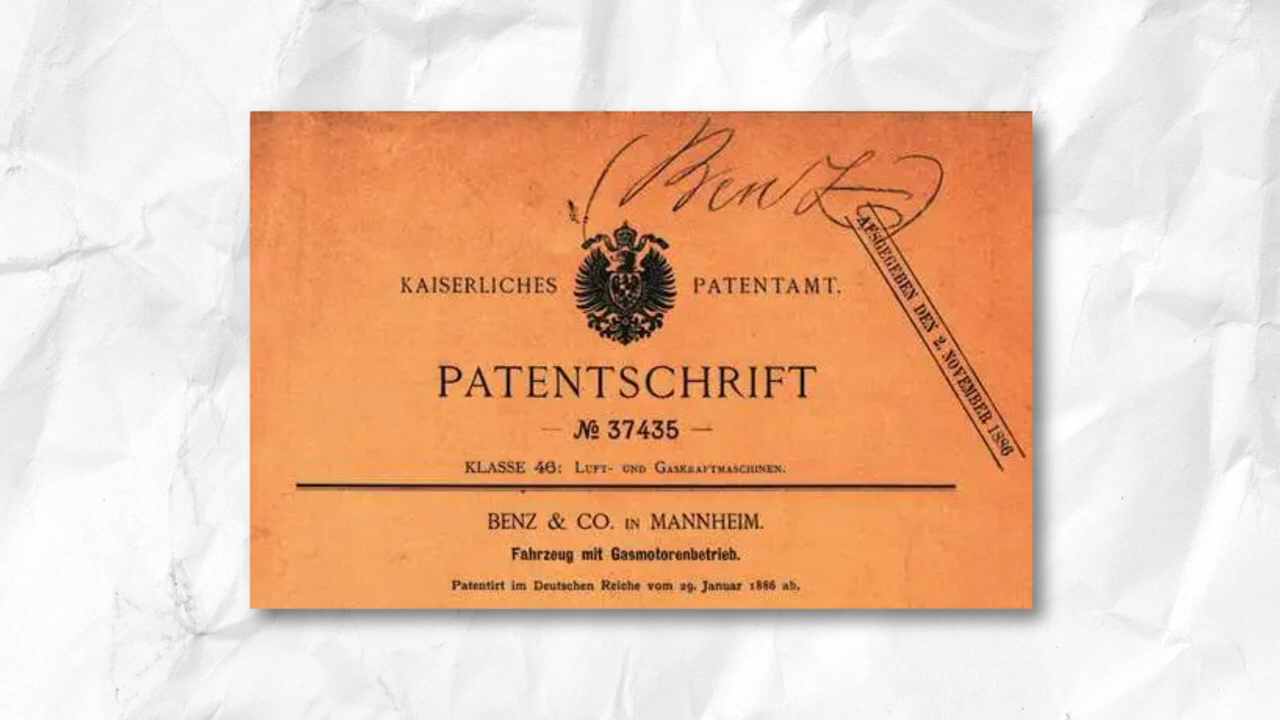 Benz
KAISERLICHES PATENTAMT.
AUSGEGEBEN DEN 2. NOVEMBER 1886
PATENTSCHRIFT
— № 37435 —
KLASSE 46: LUFT- UND GASKRAFTMASCHINEN.
BENZ & CO. IN MANNHEIM.
Fahrzeug mit Gasmotorenbetrieb.
Patentirt im Deutschen Reiche vom 29. Januar 1886 ab.